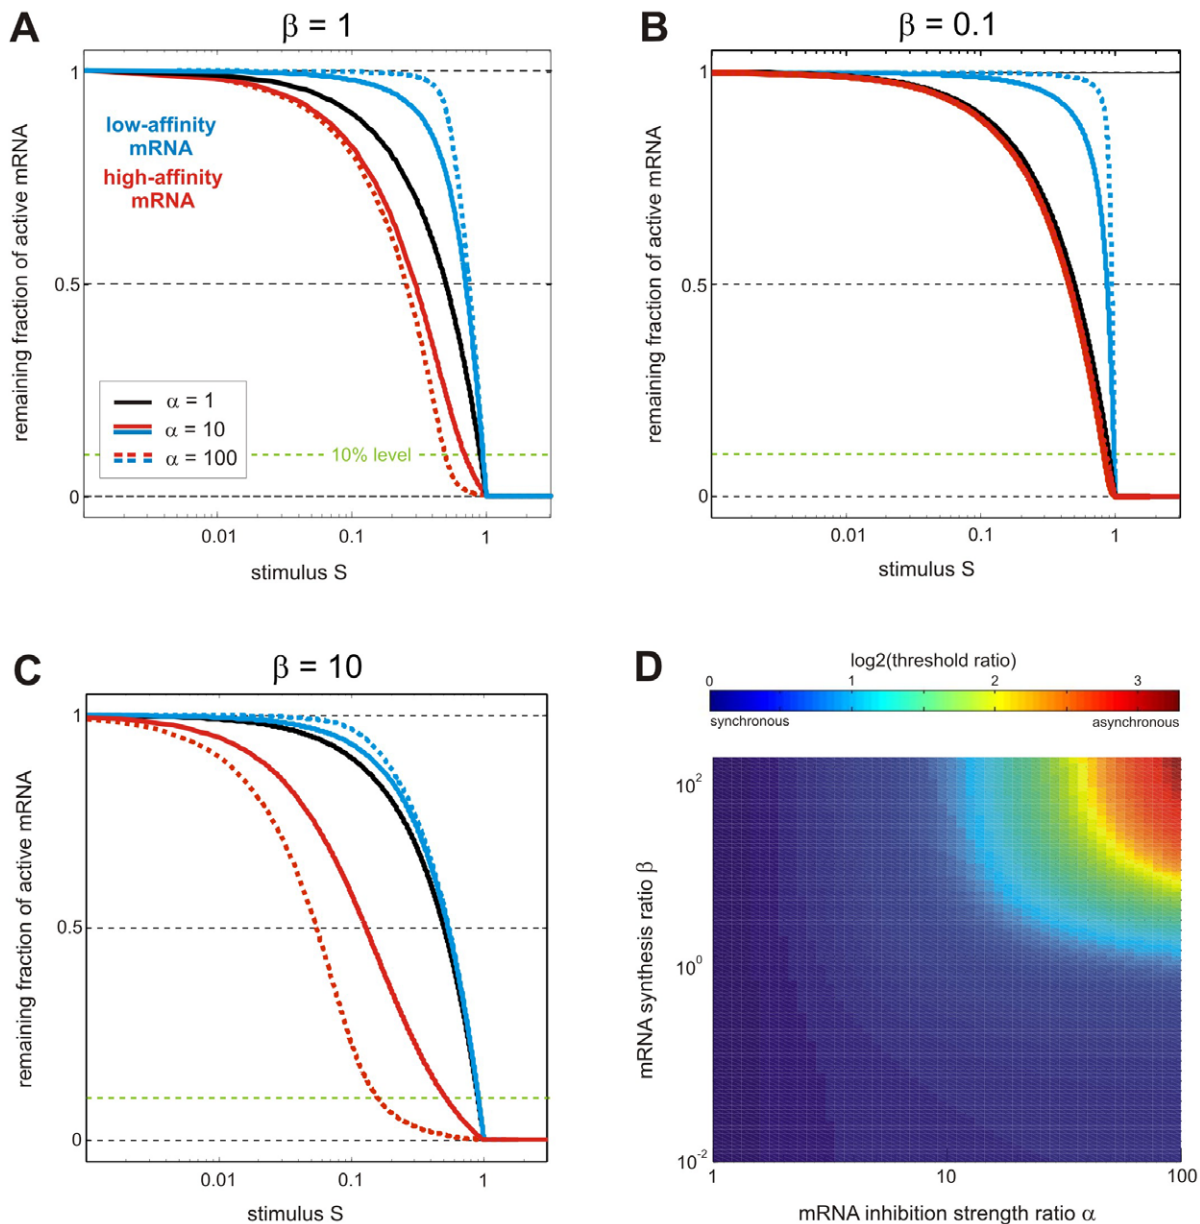 A
β = 1
remaining fraction of active mRNA
1
0.5
0
low-affinity
mRNA
high-affinity
mRNA
α = 1
α = 10
α = 100
10% level
0.01
0.1
1
stimulus S
B
β = 0.1
remaining fraction of active mRNA
1
0.5
0
0.01
0.1
1
stimulus S
C
β = 10
remaining fraction of active mRNA
1
0.5
0
0.01
0.1
1
stimulus S
D
log2(threshold ratio)
0
1
2
3
synchronous
asynchronous
mRNA synthesis ratio β
10²
10⁰
10⁻²
1
10
100
mRNA inhibition strength ratio α